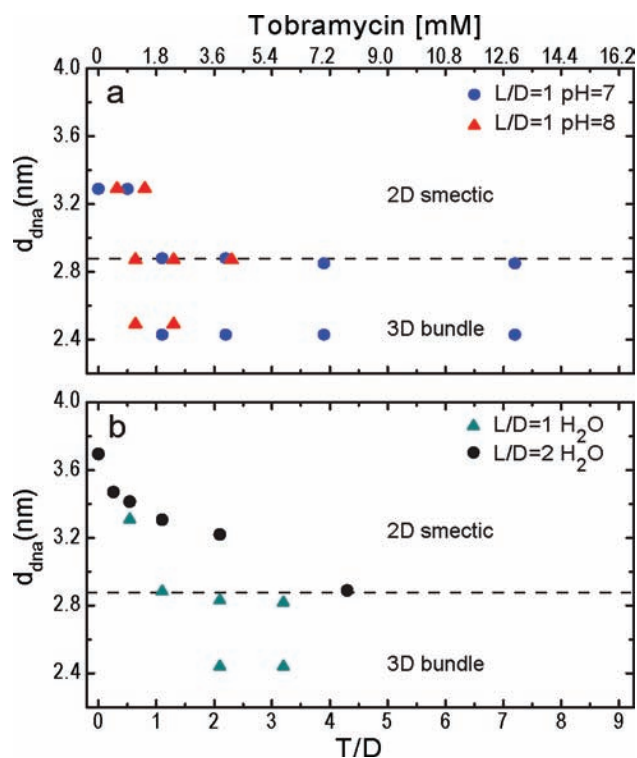 Tobramycin [mM]
0 1.8 3.6 5.4 7.2 9.0 10.8 12.6 14.4 16.2
4.0
a
L/D=1 pH=7
L/D=1 pH=8
3.6
2D smectic
3.2
d_dna(nm)
2.8
3D bundle
2.4
4.0
b
L/D=1 H₂O
L/D=2 H₂O
3.6
2D smectic
3.2
d_dna(nm)
2.8
3D bundle
2.4
0 1 2 3 4 5 6 7 8 9
T/D